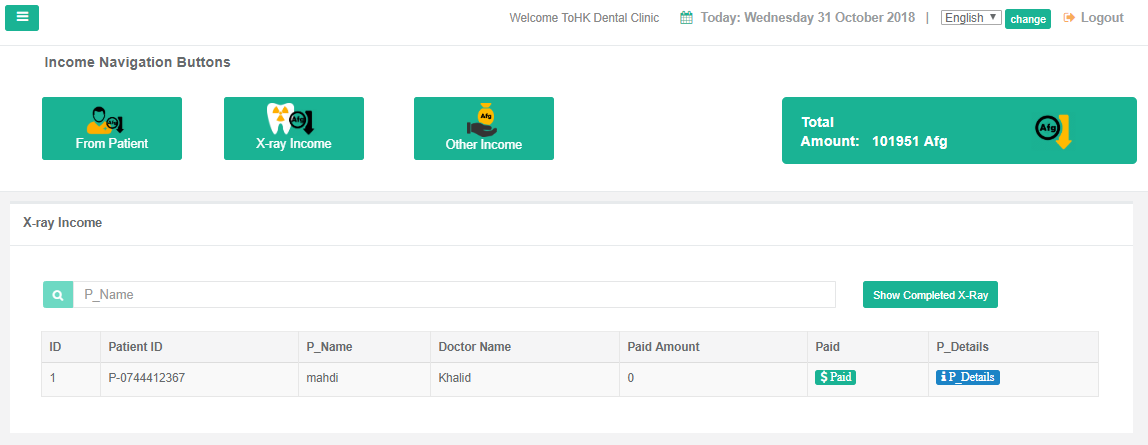 Welcome ToHK Dental Clinic Today: Wednesday 31 October 2018 | English change Logout
Income Navigation Buttons
Afg
From Patient
Afg
X-ray Income
Afg
Other Income
Total
Amount: 101951 Afg
Afg
X-ray Income
P_Name
Show Completed X-Ray
ID Patient ID P_Name Doctor Name Paid Amount Paid P_Details
1 P-0744412367 mahdi Khalid 0 $ Paid i P_Details